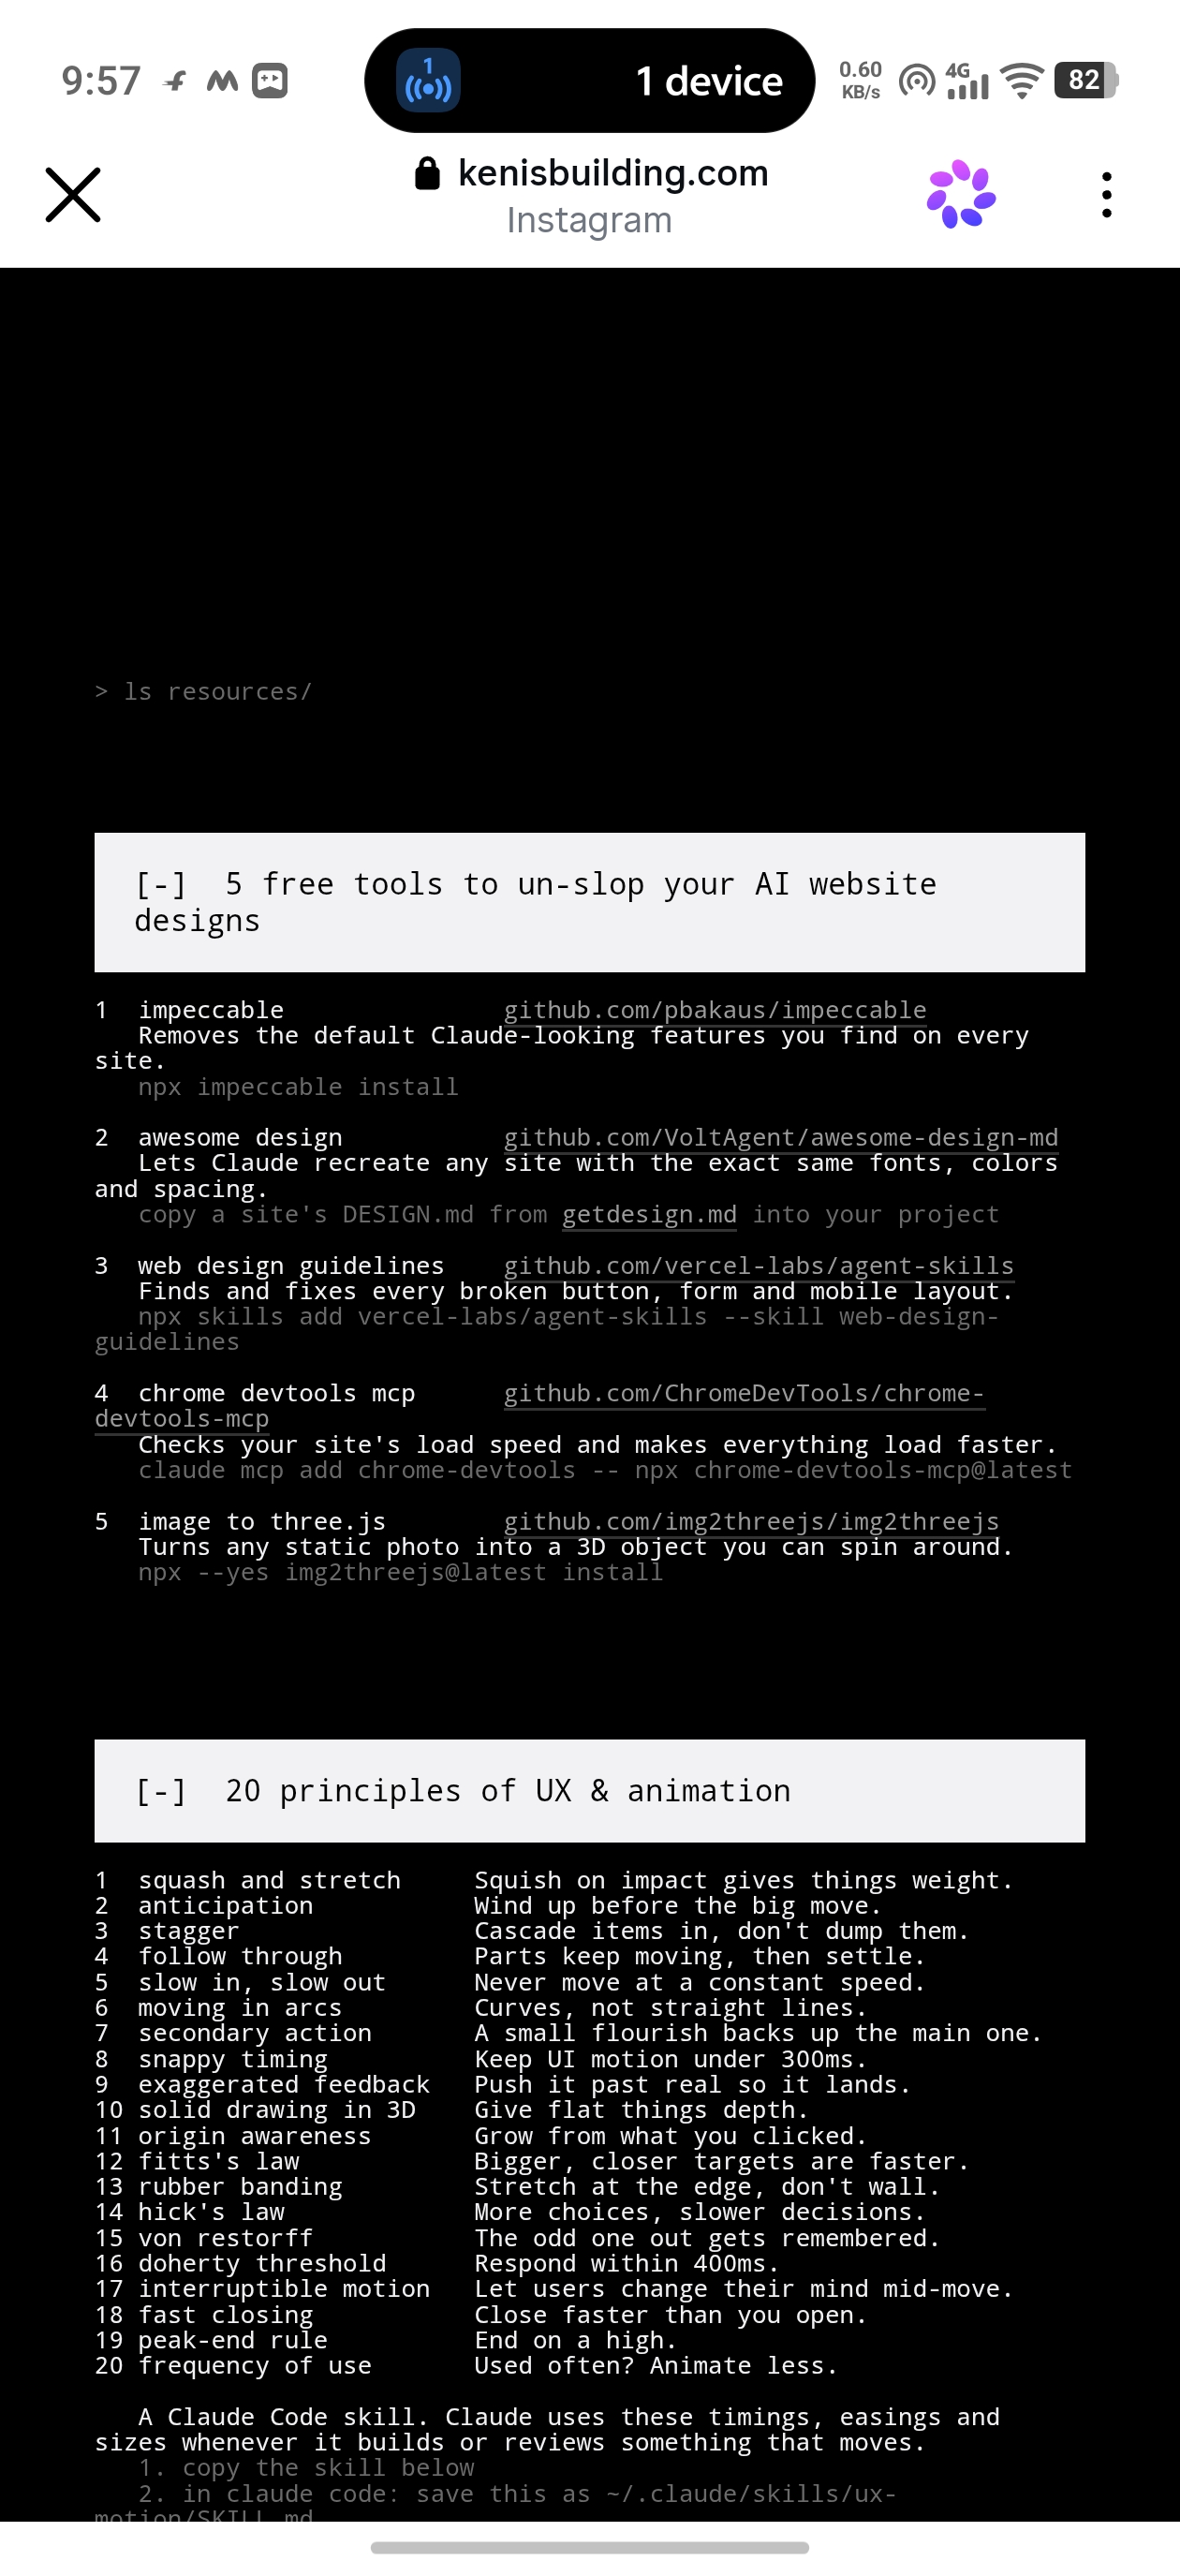 9:57
1
1 device
0.60
KB/s
4G
82
kenisbuilding.com
Instagram
> ls resources/
[-]  5 free tools to un-slop your AI website
designs
1  impeccable               github.com/pbakaus/impeccable
   Removes the default Claude-looking features you find on every
site.
   npx impeccable install
2  awesome design           github.com/VoltAgent/awesome-design-md
   Lets Claude recreate any site with the exact same fonts, colors
and spacing.
   copy a site's DESIGN.md from getdesign.md into your project
3  web design guidelines    github.com/vercel-labs/agent-skills
   Finds and fixes every broken button, form and mobile layout.
   npx skills add vercel-labs/agent-skills --skill web-design-
guidelines
4  chrome devtools mcp      github.com/ChromeDevTools/chrome-
devtools-mcp
   Checks your site's load speed and makes everything load faster.
   claude mcp add chrome-devtools -- npx chrome-devtools-mcp@latest
5  image to three.js        github.com/img2threejs/img2threejs
   Turns any static photo into a 3D object you can spin around.
   npx --yes img2threejs@latest install
[-]  20 principles of UX & animation
1  squash and stretch     Squish on impact gives things weight.
2  anticipation           Wind up before the big move.
3  stagger                Cascade items in, don't dump them.
4  follow through         Parts keep moving, then settle.
5  slow in, slow out      Never move at a constant speed.
6  moving in arcs         Curves, not straight lines.
7  secondary action       A small flourish backs up the main one.
8  snappy timing          Keep UI motion under 300ms.
9  exaggerated feedback   Push it past real so it lands.
10 solid drawing in 3D    Give flat things depth.
11 origin awareness       Grow from what you clicked.
12 fitts's law            Bigger, closer targets are faster.
13 rubber banding         Stretch at the edge, don't wall.
14 hick's law             More choices, slower decisions.
15 von restorff           The odd one out gets remembered.
16 doherty threshold      Respond within 400ms.
17 interruptible motion   Let users change their mind mid-move.
18 fast closing           Close faster than you open.
19 peak-end rule          End on a high.
20 frequency of use       Used often? Animate less.
   A Claude Code skill. Claude uses these timings, easings and
sizes whenever it builds or reviews something that moves.
   1. copy the skill below
   2. in claude code: save this as ~/.claude/skills/ux-
motion/SKILL.md